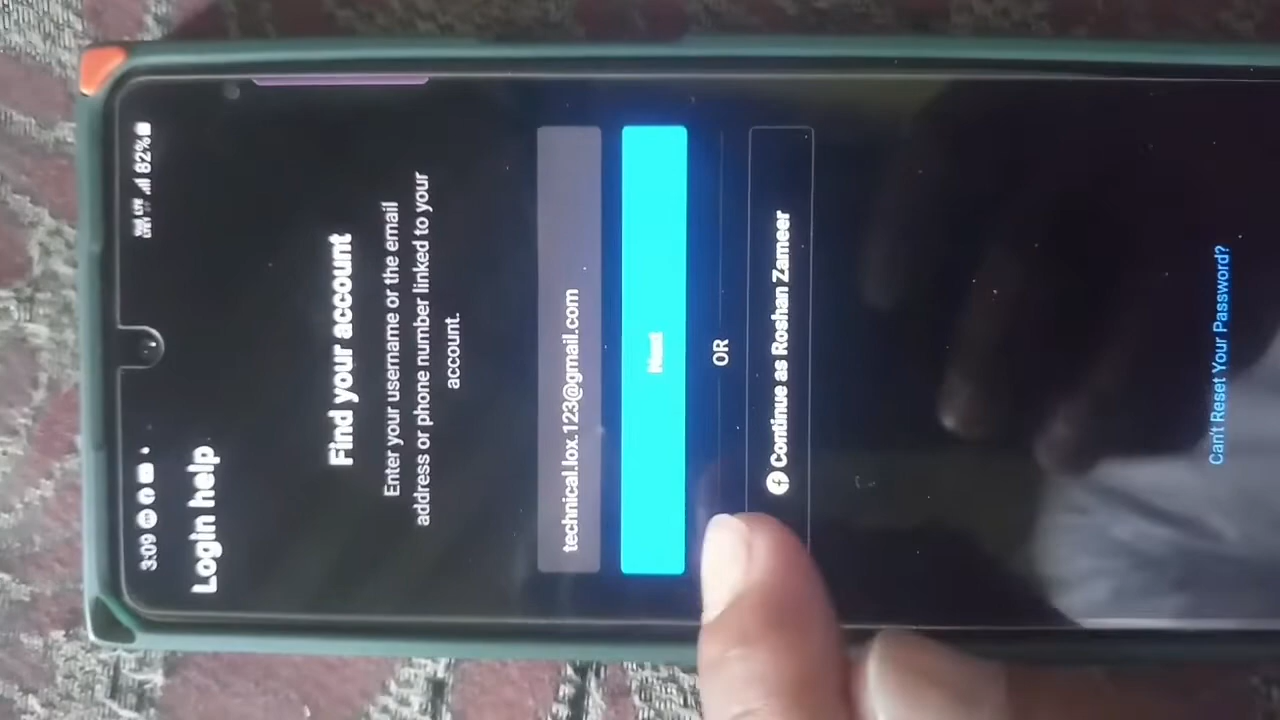 3:09
82%
Login help
Find your account
Enter your username or the email
address or phone number linked to your
account.
technical.lox.123@gmail.com
Next
OR
Continue as Roshan Zameer
Can't Reset Your Password?